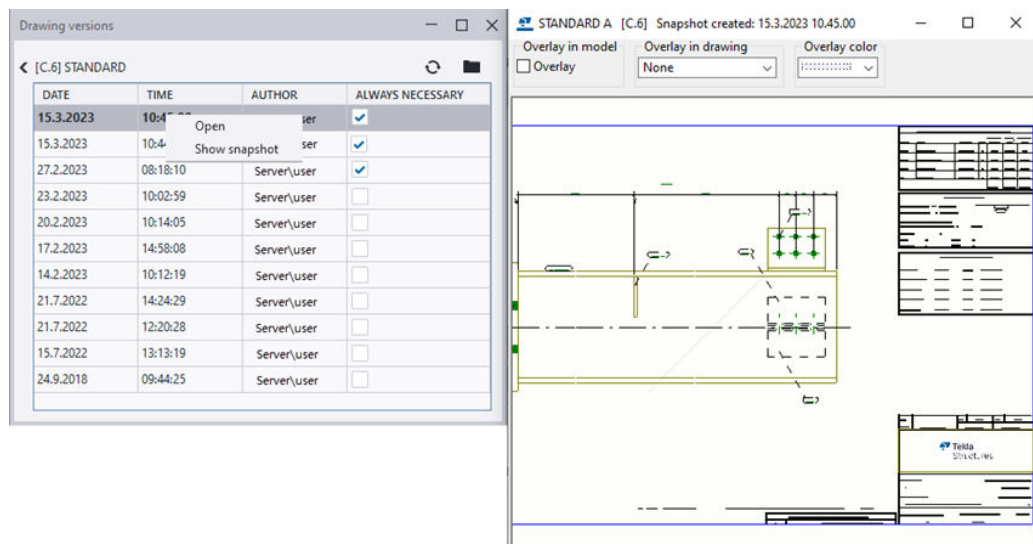 Drawing versions
[C.6] STANDARD
DATE TIME AUTHOR ALWAYS NECESSARY
15.3.2023
Open
15.3.2023
Show snapshot
27.2.2023 08:18:10 Server\user
23.2.2023 10:02:59 Server\user
20.2.2023 10:14:05 Server\user
17.2.2023 14:58:08 Server\user
14.2.2023 10:12:19 Server\user
21.7.2022 14:24:29 Server\user
21.7.2022 12:20:28 Server\user
15.7.2022 13:13:19 Server\user
24.9.2018 09:44:25 Server\user
STANDARD A [C.6] Snapshot created: 15.3.2023 10.45.00
Overlay in model Overlay in drawing Overlay color
Overlay None
Tekla
Structures